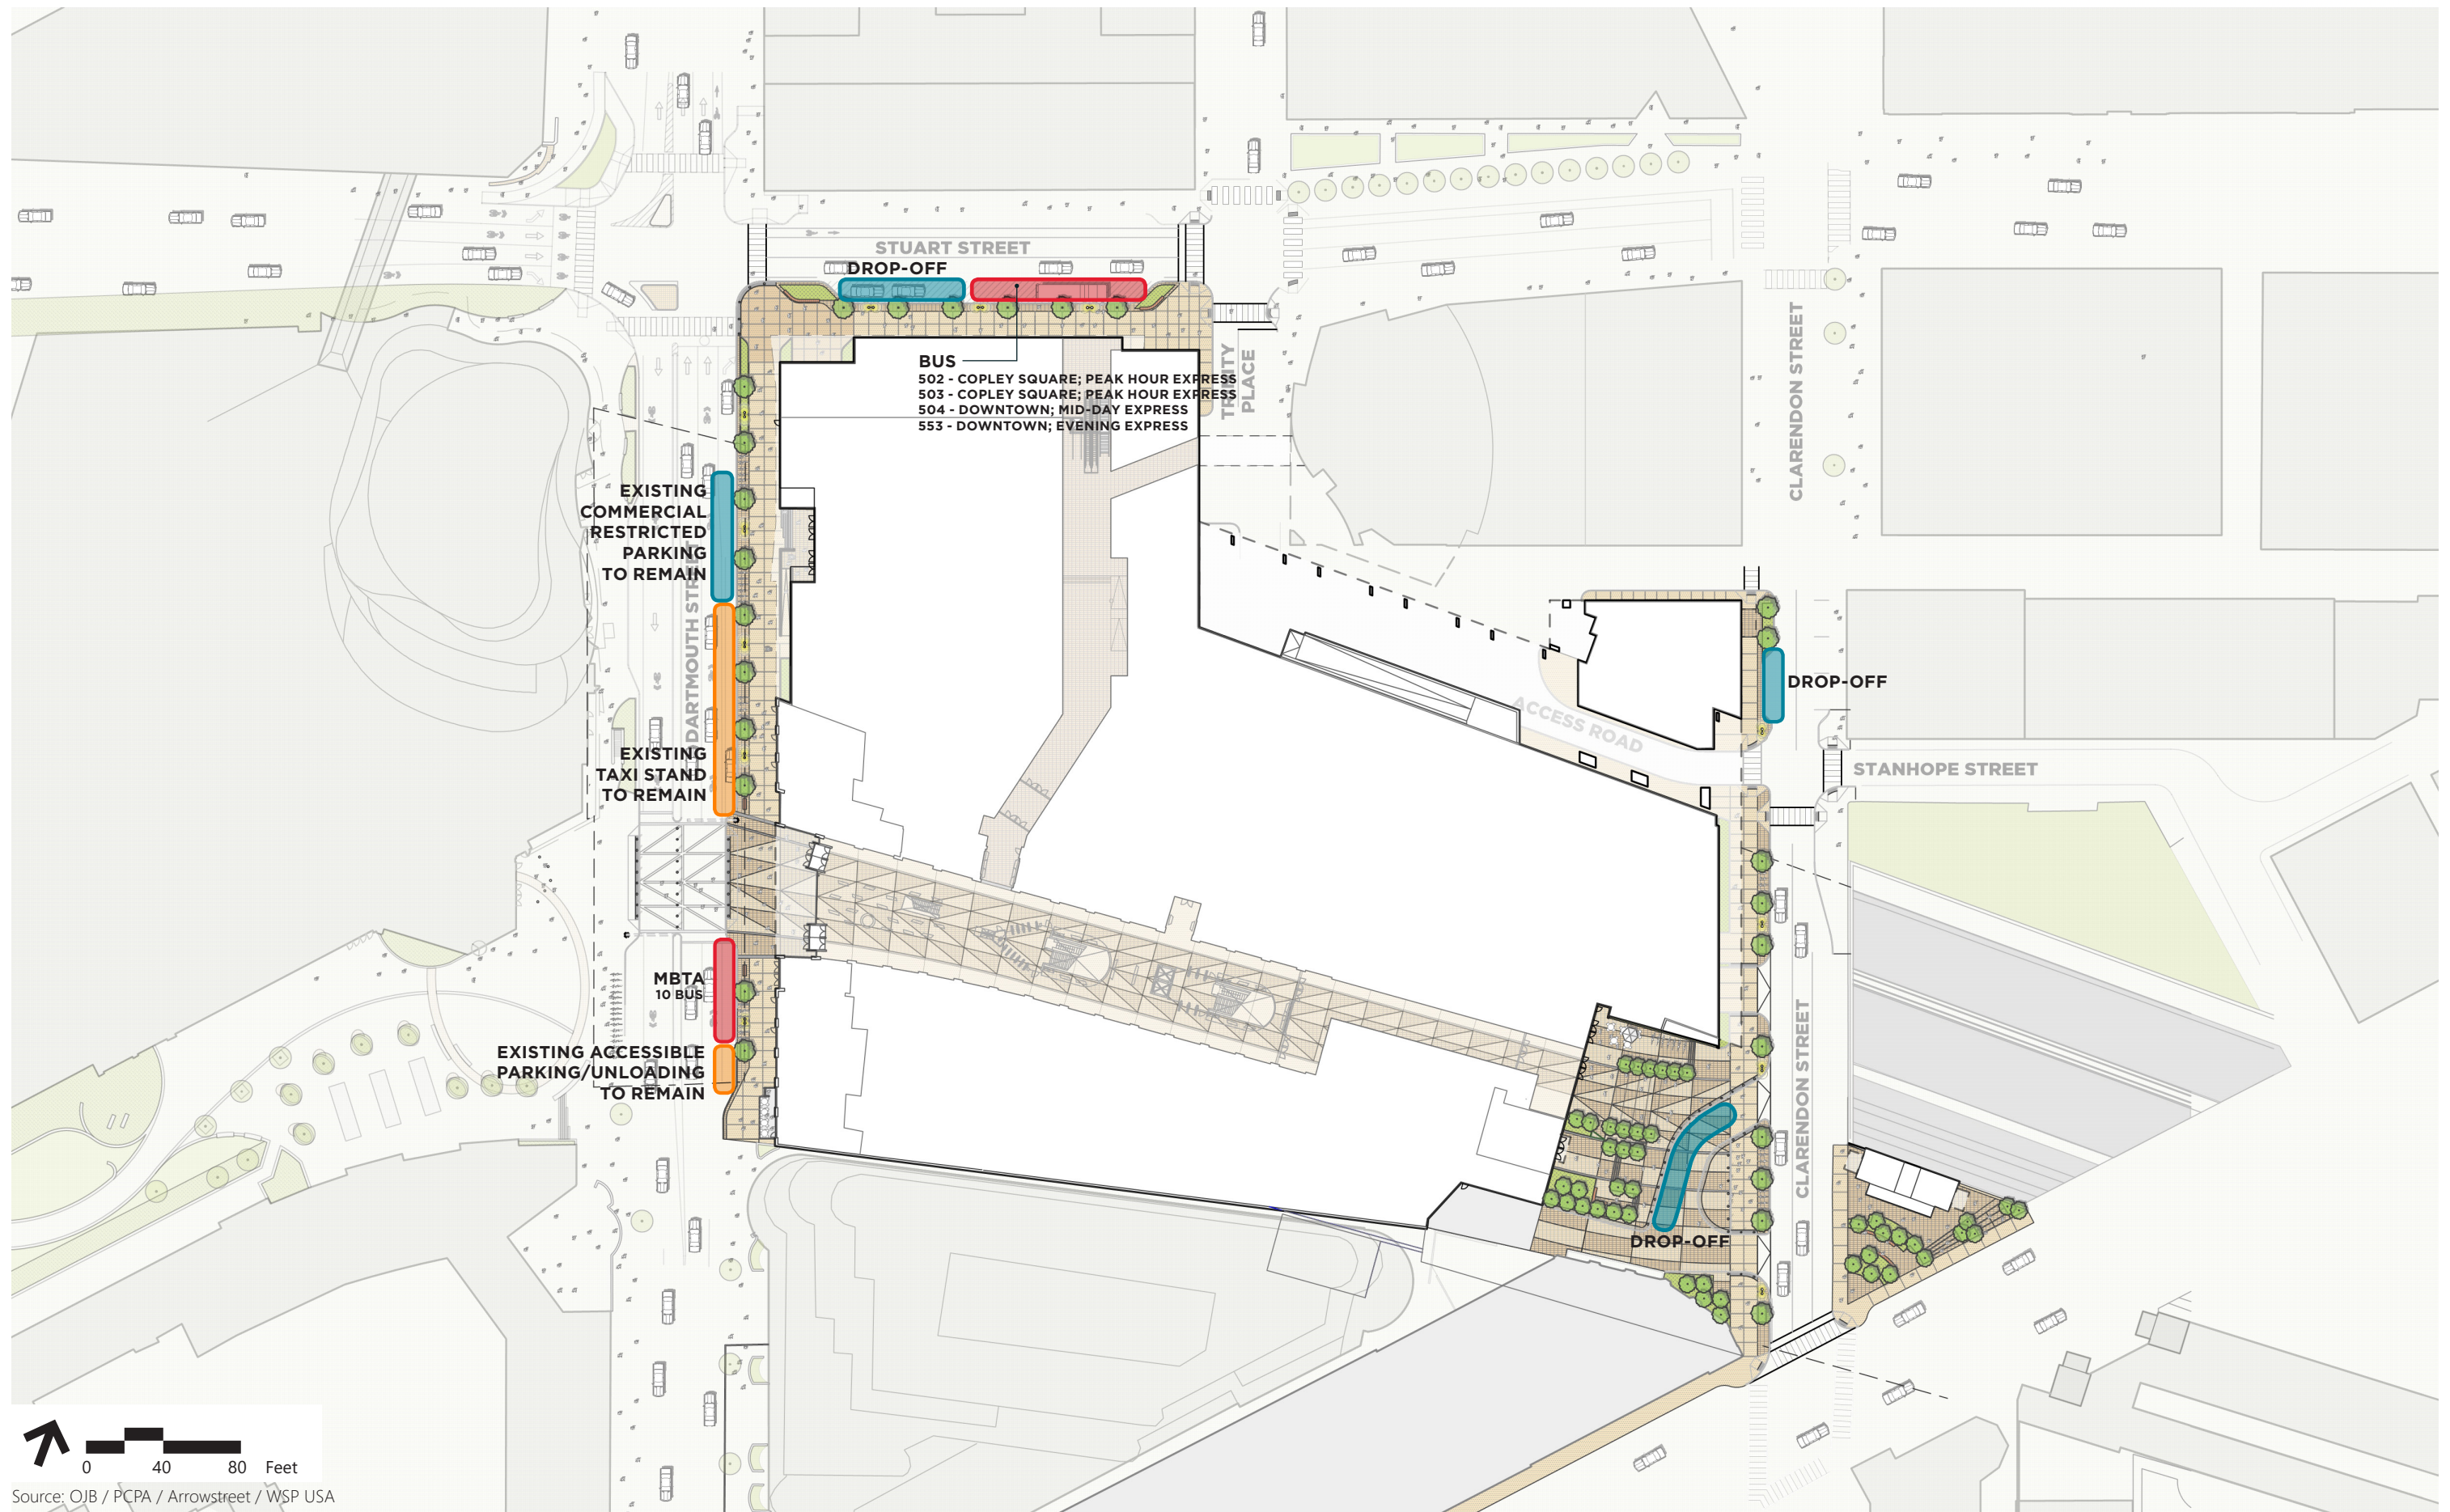 STUART STREET
DROP-OFF
BUS
502 - COPLEY SQUARE; PEAK HOUR EXPRESS
503 - COPLEY SQUARE; PEAK HOUR EXPRESS
504 - DOWNTOWN; MID-DAY EXPRESS
553 - DOWNTOWN; EVENING EXPRESS
TRINITY
PLACE
CLARENDON STREET
EXISTING
COMMERCIAL
RESTRICTED
PARKING
TO REMAIN
DARTMOUTH STREET
DROP-OFF
ACCESS ROAD
EXISTING
TAXI STAND
TO REMAIN
STANHOPE STREET
MBTA
10 BUS
EXISTING ACCESSIBLE
PARKING/UNLOADING
TO REMAIN
CLARENDON STREET
DROP-OFF
0 40 80 Feet
Source: OJB / PCPA / Arrowstreet / WSP USA